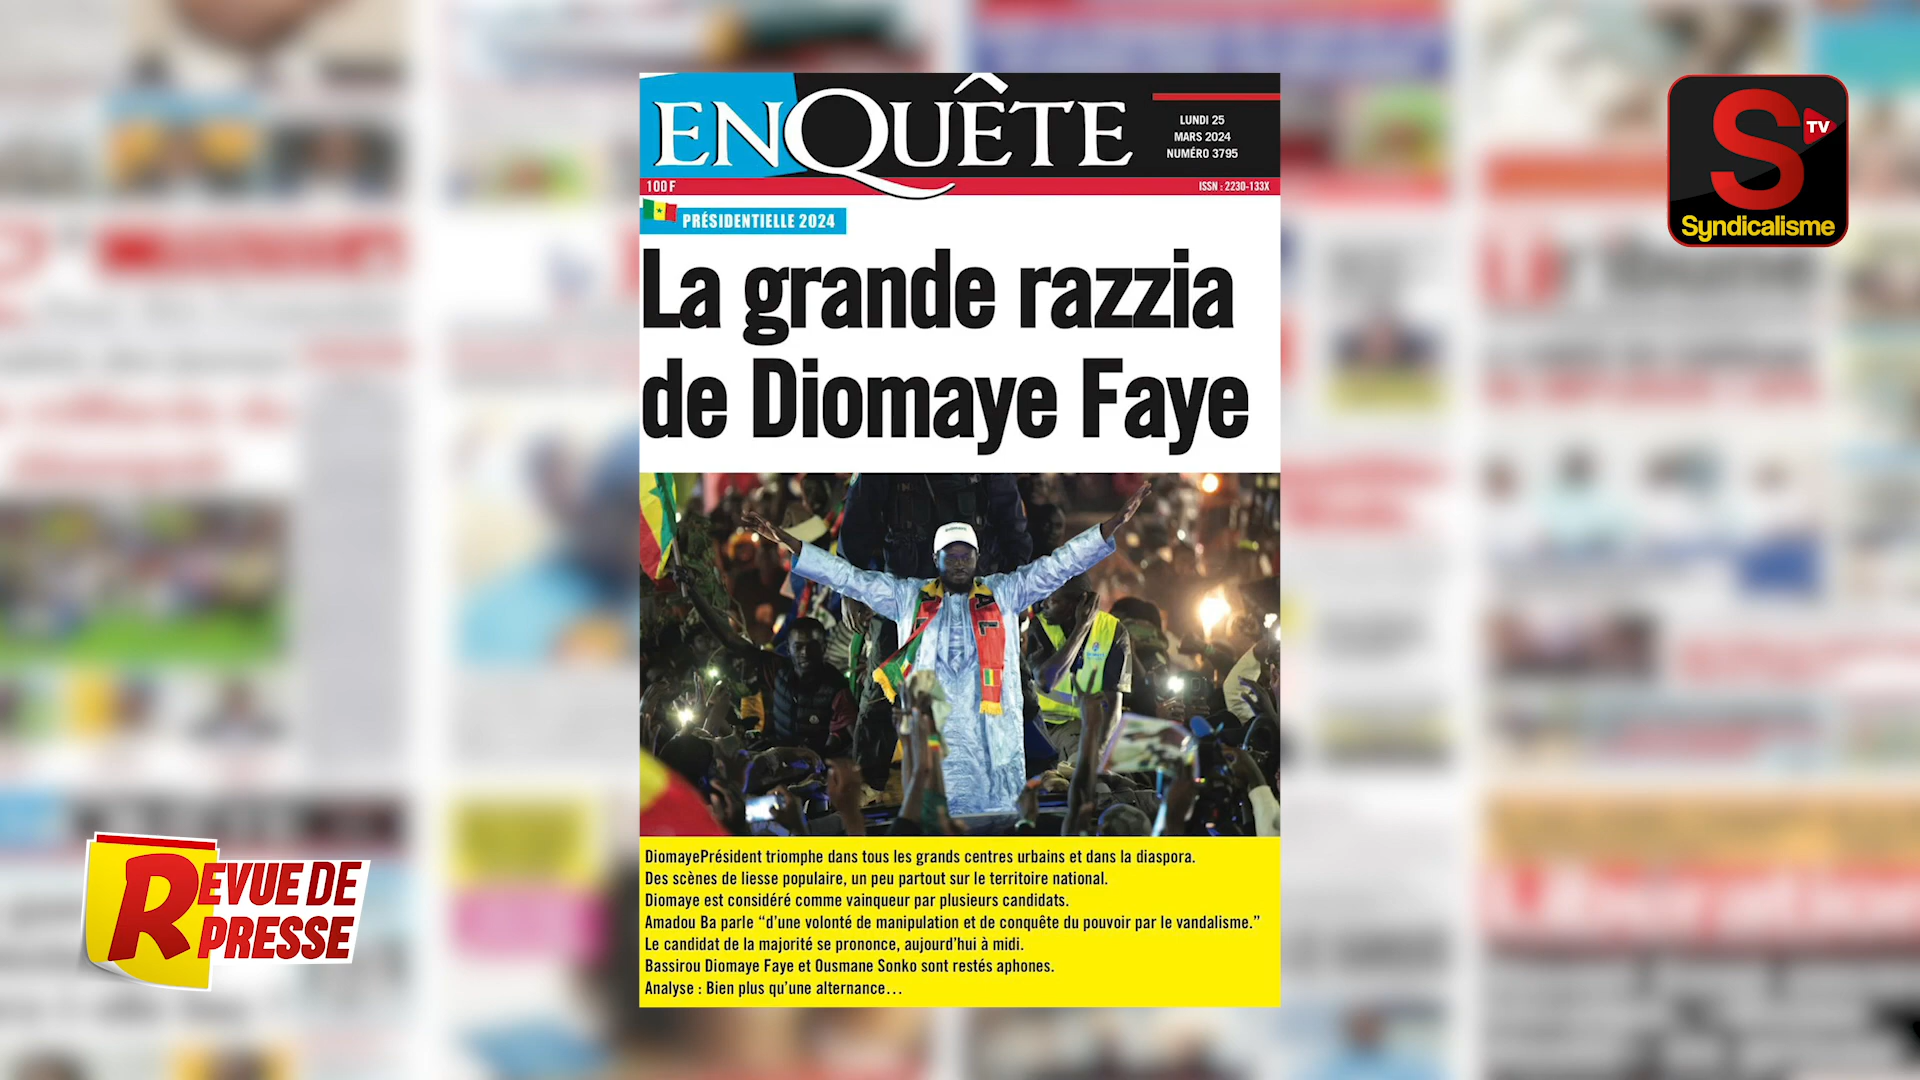 ENQUÊTE
LUNDI 25
MARS 2024
NUMÉRO 3795
100 F
ISSN : 2230-133X
PRÉSIDENTIELLE 2024
La grande razzia
de Diomaye Faye
DiomayePrésident triomphe dans tous les grands centres urbains et dans la diaspora.
Des scènes de liesse populaire, un peu partout sur le territoire national.
Diomaye est considéré comme vainqueur par plusieurs candidats.
Amadou Ba parle “d’une volonté de manipulation et de conquête du pouvoir par le vandalisme.”
Le candidat de la majorité se prononce, aujourd’hui à midi.
Bassirou Diomaye Faye et Ousmane Sonko sont restés aphones.
Analyse : Bien plus qu’une alternance…
S TV
Syndicalisme
REVUE DE
PRESSE